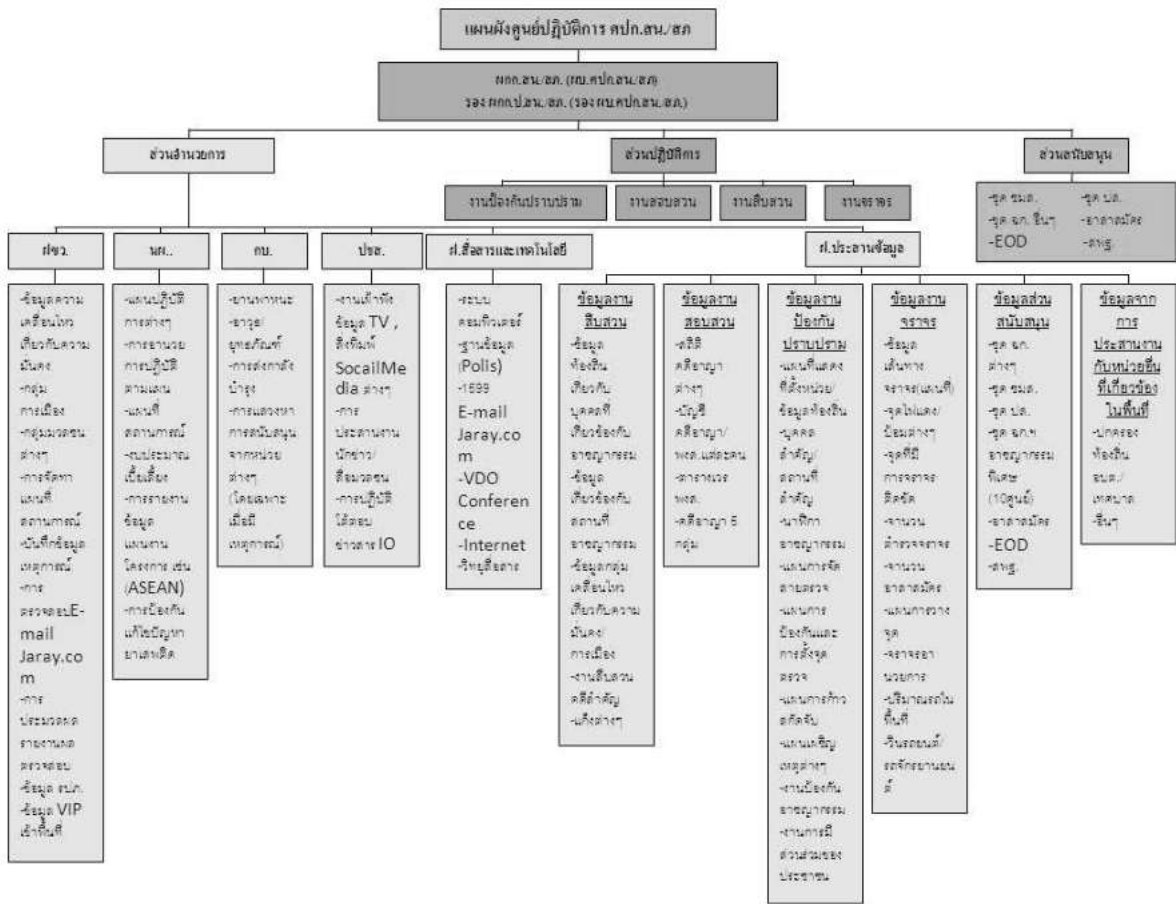 แผนผังศูนย์ปฏิบัติการ ศปก.สน./สภ
ผกก.สน./สภ. (ผบ.ศปก.สน./สภ)
รอง ผกก.ป.สน./สภ. (รอง ผบ.ศปก.สน./สภ.)
ส่วนอำนวยการ
ส่วนปฏิบัติการ
ส่วนสนับสนุน
งานป้องกันปราบปราม
งานสอบสวน
งานสืบสวน
งานจราจร
-ชุด ชมส.
-ชุด ฉก. อื่นๆ
-EOD
-ชุด ปส.
-อาสาสมัคร
-สพฐ.
ฝขว.
นผ..
กบ.
ปชส.
ฝ.สื่อสารและเทคโนโลยี
ฝ.ประสานข้อมูล
-ข้อมูลความ
เคลื่อนไหว
เกี่ยวกับความ
มั่นคง
-กลุ่ม
การเมือง
-กลุ่มมวลชน
ต่างๆ
-การจัดทำ
แผนที่
สถานการณ์
-บันทึกข้อมูล
เหตุการณ์
-การ
ตรวจสอบE-
mail
Jaray.co
m
-การ
ประมวลผล
รายงานผล
ตรวจสอบ
-ข้อมูล รปภ.
-ข้อมูล VIP
เข้าพื้นที่
-แผนปฏิบัติ
การต่างๆ
-การอำนวย
การปฏิบัติ
ตามแผน
-แผนที่
สถานการณ์
-งบประมาณ
เบี้ยเลี้ยง
-การรายงาน
ข้อมูล
แผนงาน
โครงการ เช่น
(ASEAN)
-การป้องกัน
แก้ไขปัญหา
ยาเสพติด
-ยานพาหนะ
-อาวุธ/
ยุทธภัณฑ์
-การส่งกำลัง
บำรุง
-การแสวงหา
การสนับสนุน
จากหน่วย
ต่างๆ
(โดยเฉพาะ
เมื่อมี
เหตุการณ์)
-งานเฝ้าฟัง
ข้อมูล TV ,
สิ่งพิมพ์
SocailMe
dia ต่างๆ
-การ
ประสานงาน
นักข่าว/
สื่อมวลชน
-การปฏิบัติ
โต้ตอบ
ข่าวสาร IO
-ระบบ
คอมพิวเตอร์
-ฐานข้อมูล
(Polis)
-1599
E-mail
Jaray.co
m
-VDO
Conferen
ce
-Internet
-วิทยุสื่อสาร
ข้อมูลงาน
สืบสวน
-ข้อมูล
ท้องถิ่น
เกี่ยวกับ
บุคคลที่
เกี่ยวข้องกับ
อาชญากรรม
-ข้อมูล
เกี่ยวข้องกับ
สถานที่
อาชญากรรม
-ข้อมูลกลุ่ม
เคลื่อนไหว
เกี่ยวกับความ
มั่นคง/
การเมือง
-งานสืบสวน
คดีสำคัญ
-แก๊งต่างๆ
ข้อมูลงาน
สอบสวน
-สถิติ
คดีอาญา
ต่างๆ
-บัญชี
คดีอาญา/
พงส.แต่ละคน
-ตารางเวร
พงส.
-คดีอาญา 5
กลุ่ม
ข้อมูลงาน
ป้องกัน
ปราบปราม
-แผนที่แสดง
ที่ตั้งหน่วย/
ข้อมูลท้องถิ่น
-บุคคล
สำคัญ/
สถานที่
สำคัญ
-นาฬิกา
อาชญากรรม
-แผนการจัด
สายตรวจ
-แผนการ
ป้องกันและ
การตั้งจุด
ตรวจ
-แผนการก้าว
สกัดจับ
-แผนเผชิญ
เหตุต่างๆ
-งานป้องกัน
อาชญากรรม
-งานการมี
ส่วนร่วมของ
ประชาชน
ข้อมูลงาน
จราจร
-ข้อมูล
เส้นทาง
จราจร(แผนที่)
-จุดไฟแดง/
ป้อมต่างๆ
-จุดที่มี
การจราจร
ติดขัด
-จำนวน
ตำรวจจราจร
-จำนวน
อาสาสมัคร
-แผนการวาง
จุด
-จราจรอำ
นวยการ
-ปริมาณรถใน
พื้นที่
-วินรถยนต์/
รถจักรยานยน
ต์
ข้อมูลส่วน
สนับสนุน
-ชุด ฉก.
ต่างๆ
-ชุด ชมส.
-ชุด ปส.
-ชุด ฉก.ฯ
อาชญากรรม
พิเศษ
(10ศูนย์)
-อาสาสมัคร
-EOD
-สพฐ.
ข้อมูลจาก
การ
ประสานงาน
กับหน่วยอื่น
ที่เกี่ยวข้อง
ในพื้นที่
-ปกครอง
ท้องถิ่น
อบต./
เทศบาล
-อื่นๆ